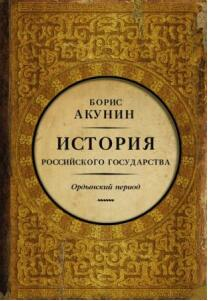 БОРИС
АКУНИН
ИСТОРИЯ
РОССИЙСКОГО ГОСУДАРСТВА
Ордынский период